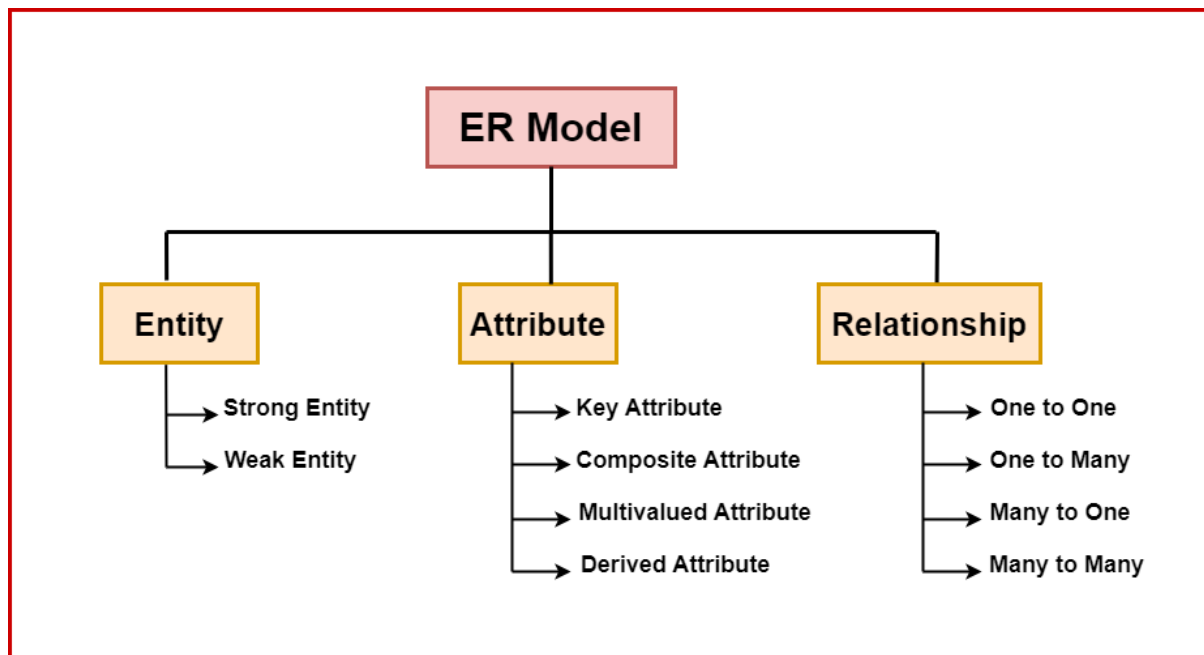 ER Model
Entity
Attribute
Relationship
Strong Entity
Weak Entity
Key Attribute
Composite Attribute
Multivalued Attribute
Derived Attribute
One to One
One to Many
Many to One
Many to Many